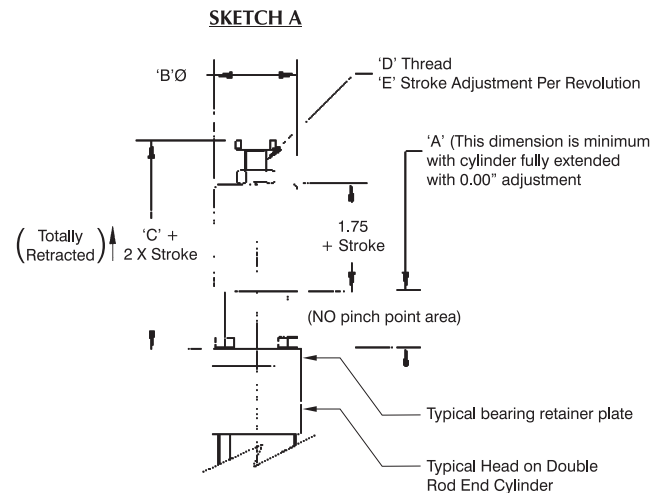 SKETCH A
'B'Ø
'D' Thread
'E' Stroke Adjustment Per Revolution
'A' (This dimension is minimum
with cylinder fully extended
with 0.00" adjustment
(Totally
Retracted)
'C' +
2 X Stroke
1.75
+ Stroke
(NO pinch point area)
Typical bearing retainer plate
Typical Head on Double
Rod End Cylinder